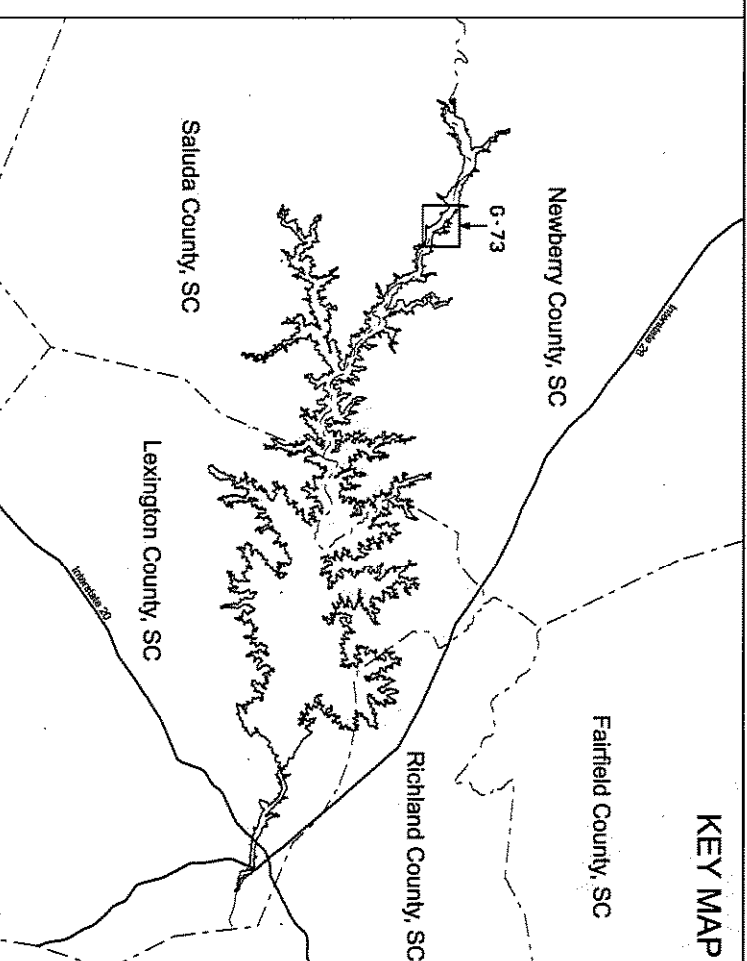 KEY MAP
Fairfield County, SC
Newberry County, SC
Interstate 26
G-73
Richland County, SC
Saluda County, SC
Lexington County, SC
Interstate 20